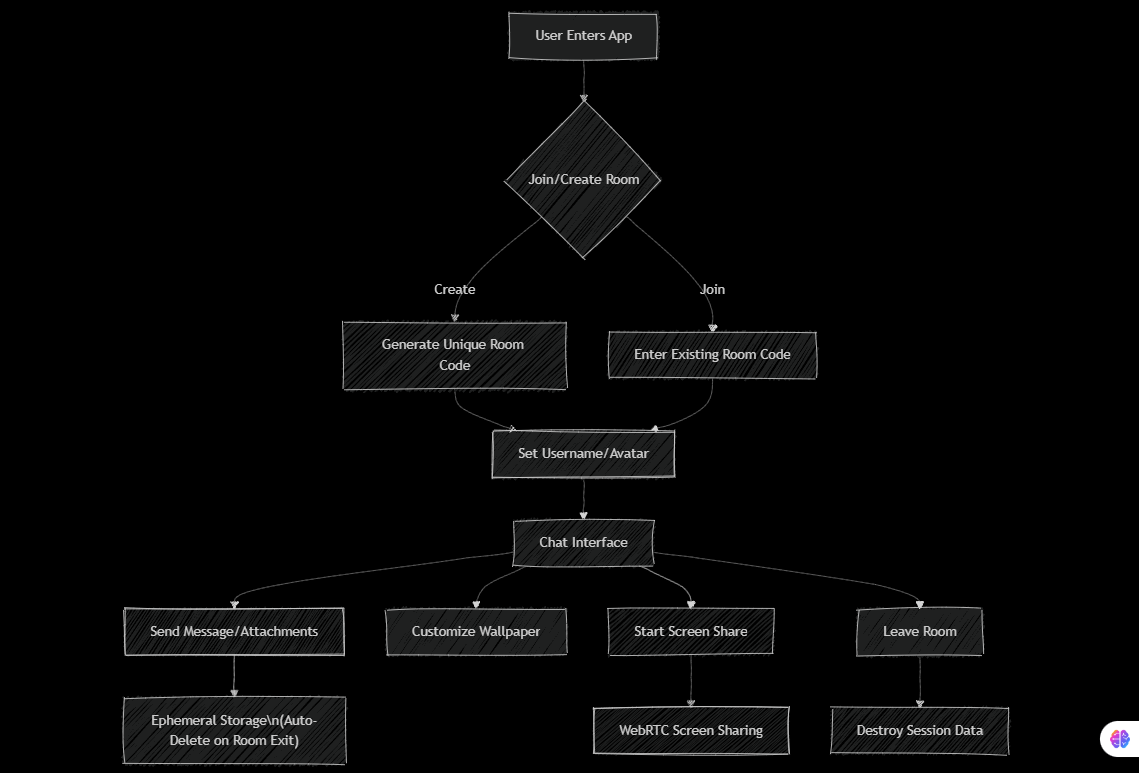 User Enters App
Join/Create Room
Create
Join
Generate Unique Room
Code
Enter Existing Room Code
Set Username/Avatar
Chat Interface
Send Message/Attachments
Customize Wallpaper
Start Screen Share
Leave Room
Ephemeral Storage\n(Auto-
Delete on Room Exit)
WebRTC Screen Sharing
Destroy Session Data